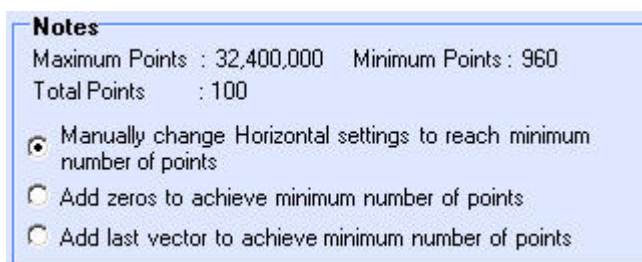 Notes
Maximum Points : 32,400,000 Minimum Points : 960
Total Points : 100
Manually change Horizontal settings to reach minimum
number of points
Add zeros to achieve minimum number of points
Add last vector to achieve minimum number of points